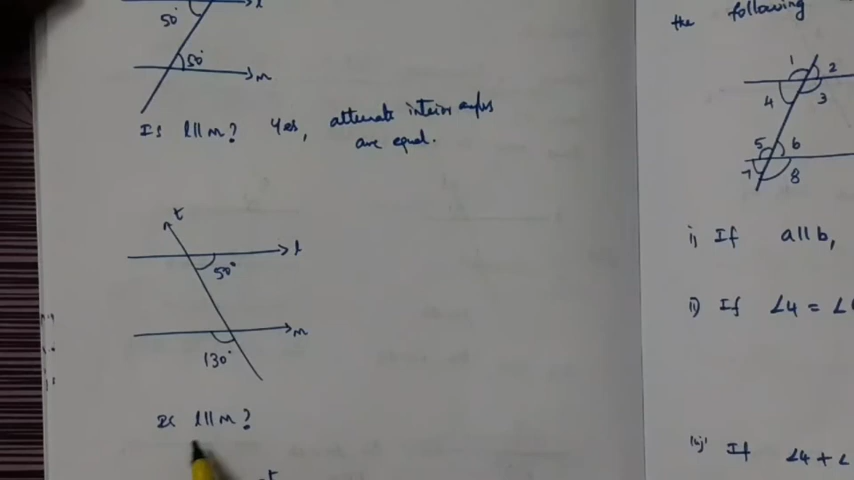 50°
l
50°
m
Is l||m? Yes, alternate interior angles
are equal.
t
l
50°
m
130°
Is l||m?
t
the following
1
2
4
3
5
6
7
8
i) If a||b,
ii) If ∠4 = ∠
If ∠4 + ∠